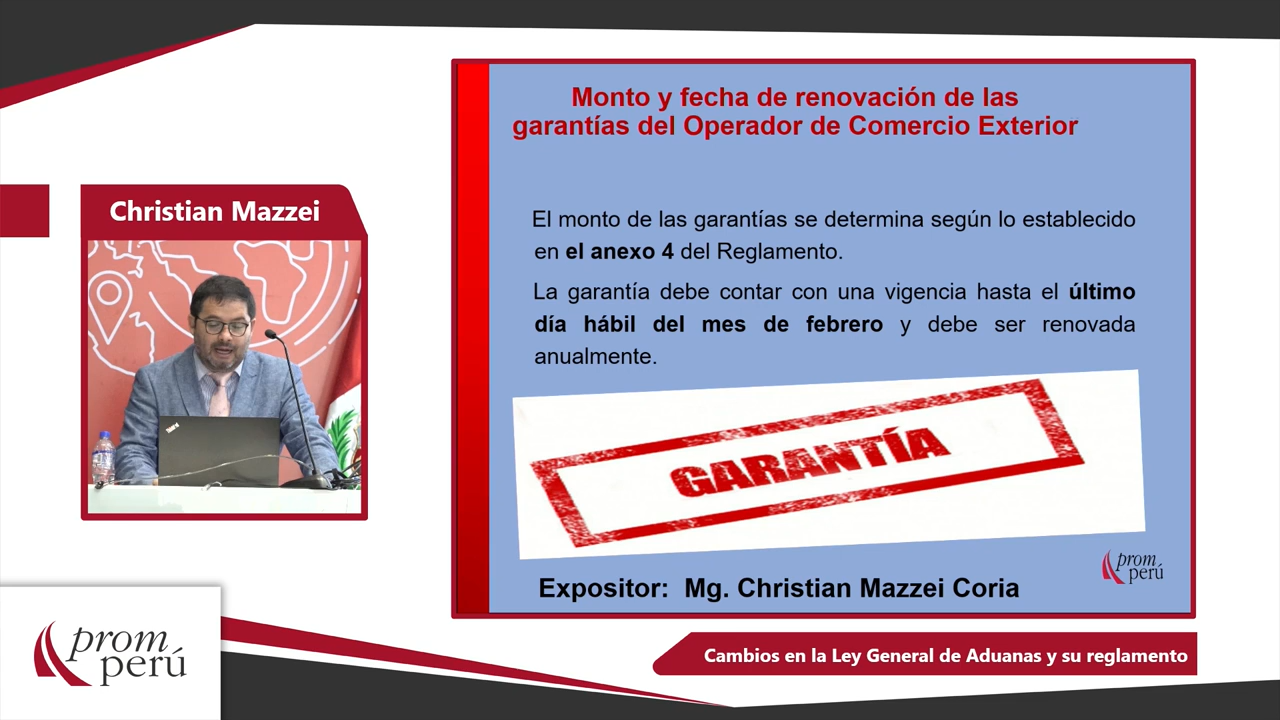 Christian Mazzei
Monto y fecha de renovación de las
garantías del Operador de Comercio Exterior
El monto de las garantías se determina según lo establecido
en el anexo 4 del Reglamento.
La garantía debe contar con una vigencia hasta el último
día hábil del mes de febrero y debe ser renovada
anualmente.
GARANTÍA
prom
perú
Expositor: Mg. Christian Mazzei Coria
Cambios en la Ley General de Aduanas y su reglamento
prom
perú